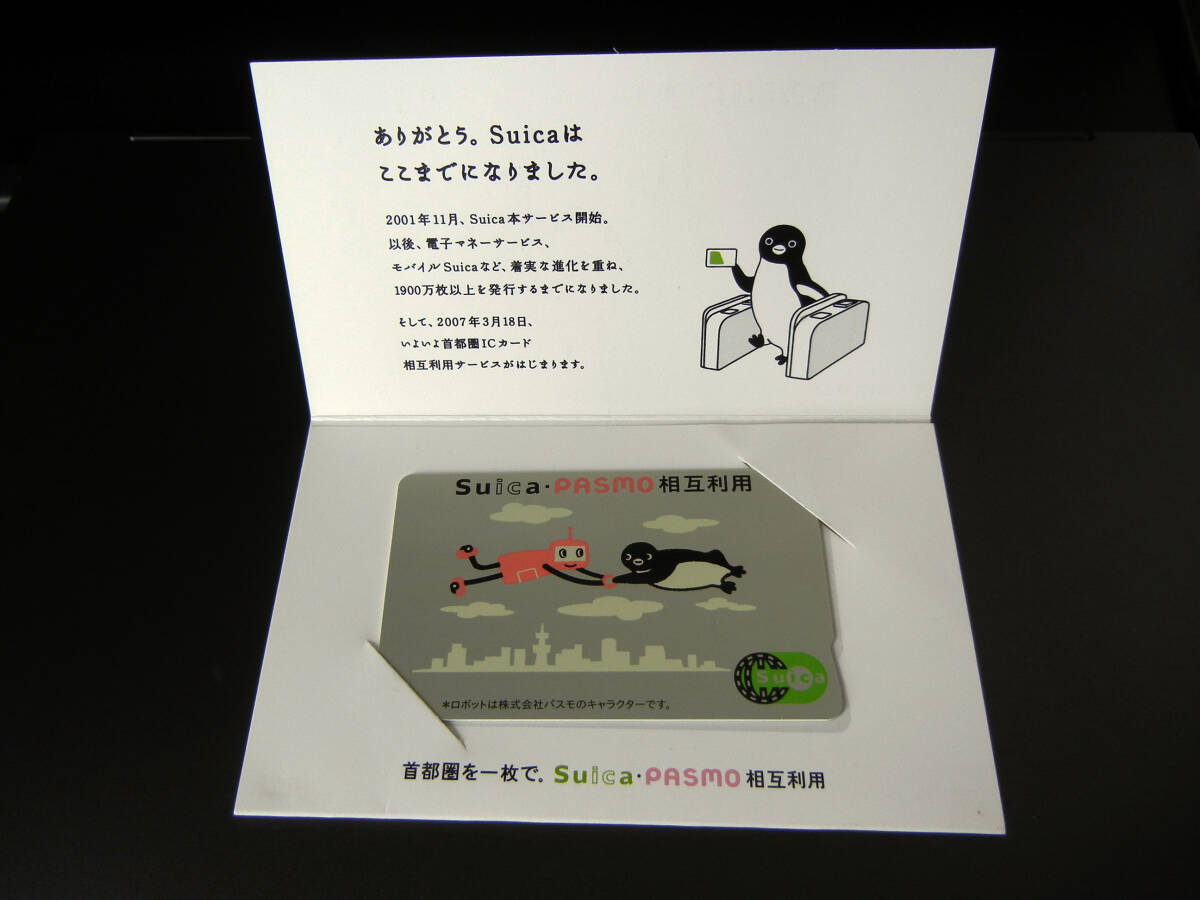 ありがとう。Suicaは
ここまでになりました。
2001年11月、Suica本サービス開始。
以後、電子マネーサービス、
モバイルSuicaなど、着実な進化を重ね、
1900万枚以上を発行するまでになりました。
そして、2007年3月18日、
いよいよ首都圏ICカード
相互利用サービスがはじまります。
Suica・PASMO相互利用
Suica
*ロボットは株式会社パスモのキャラクターです。
首都圏を一枚で。Suica・PASMO相互利用